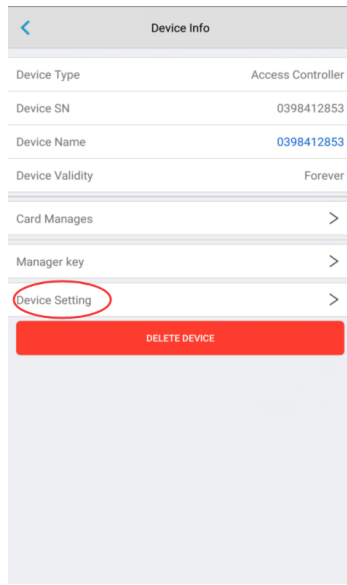 Device Info
Device Type Access Controller
Device SN 0398412853
Device Name 0398412853
Device Validity Forever
Card Manages
Manager key
Device Setting
DELETE DEVICE